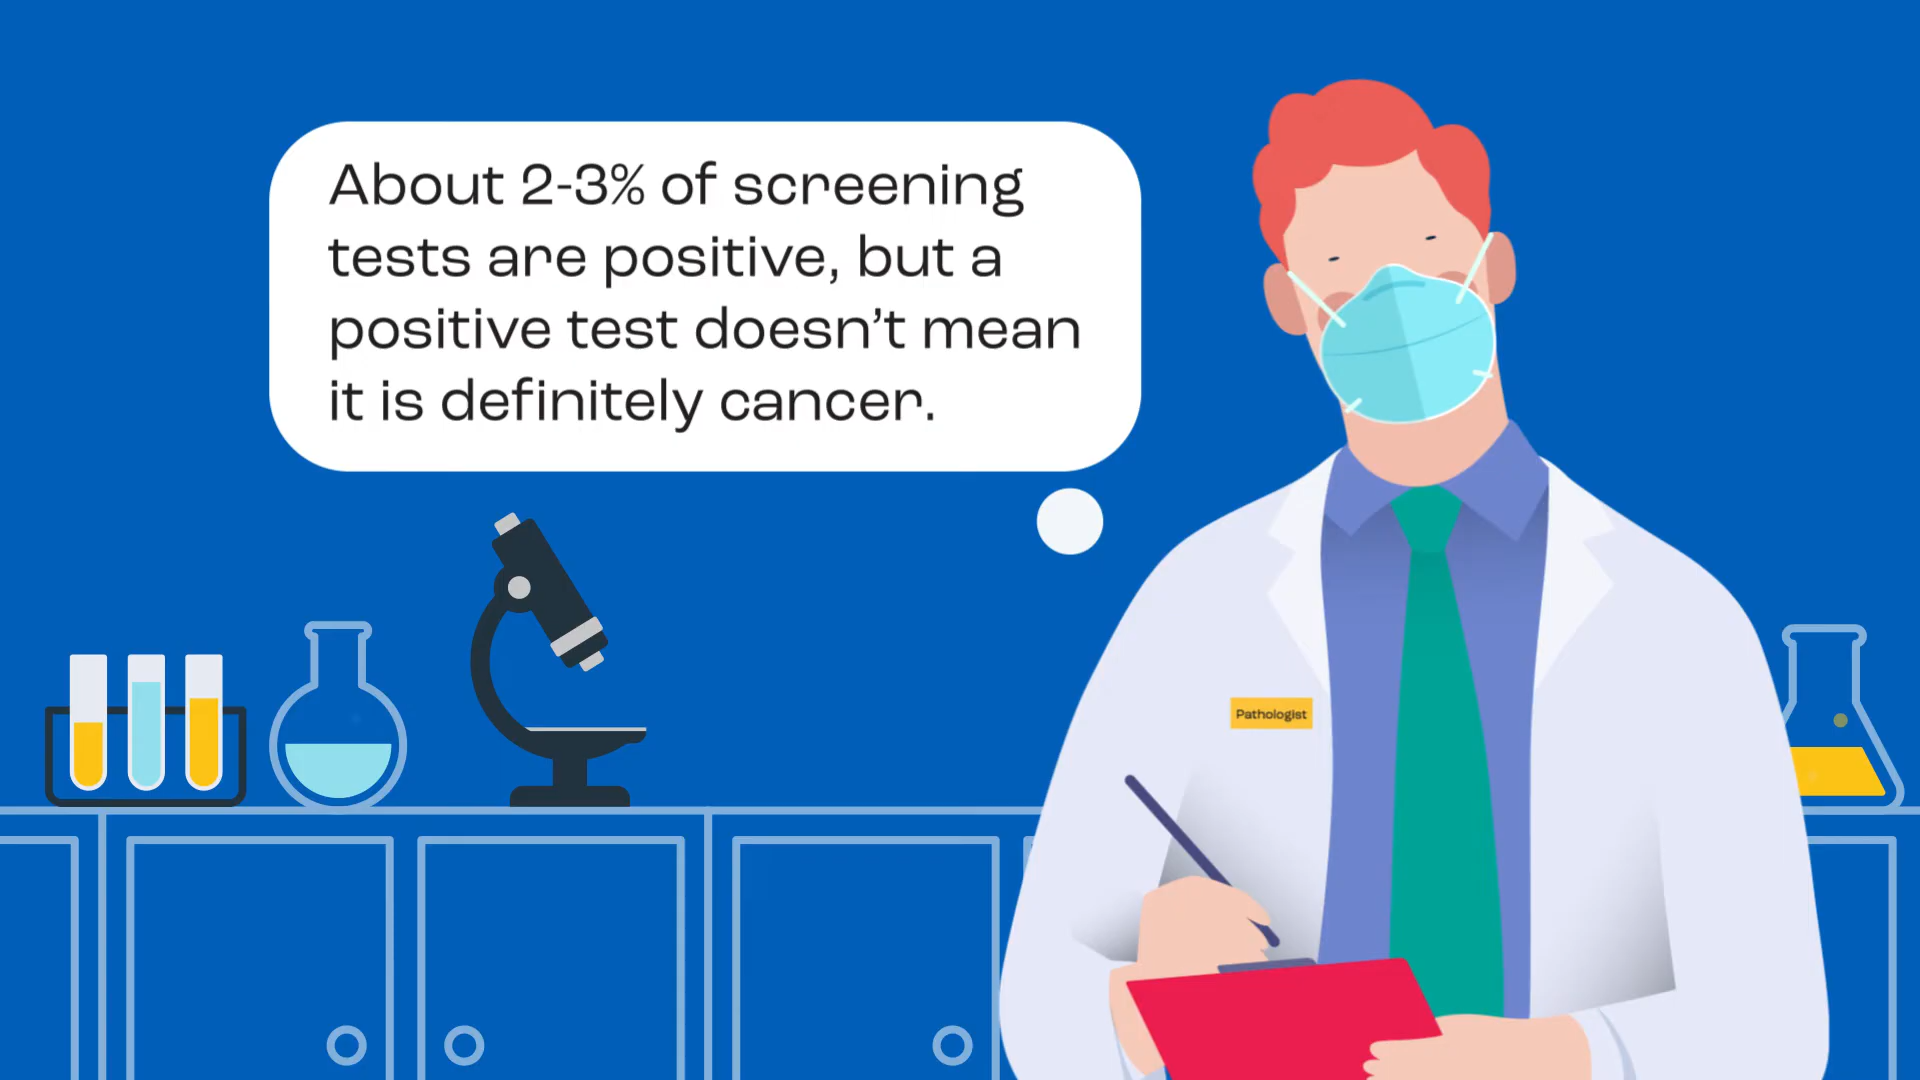 About 2-3% of screening
tests are positive, but a
positive test doesn’t mean
it is definitely cancer.
Pathologist